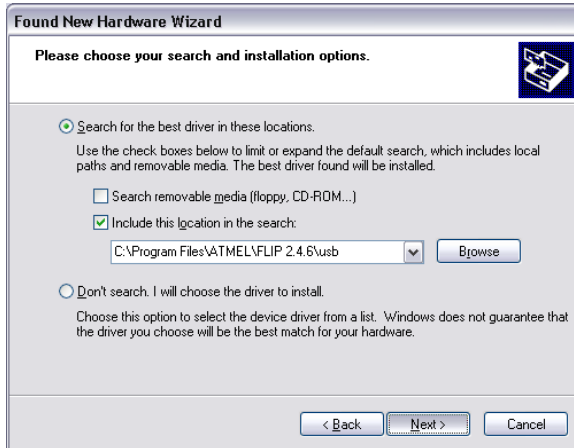 Found New Hardware Wizard
Please choose your search and installation options.
Search for the best driver in these locations.
Use the check boxes below to limit or expand the default search, which includes local
paths and removable media. The best driver found will be installed.
Search removable media (floppy, CD-ROM...)
Include this location in the search:
C:\Program Files\ATMEL\FLIP 2.4.6\usb
Browse
Don't search. I will choose the driver to install.
Choose this option to select the device driver from a list. Windows does not guarantee that
the driver you choose will be the best match for your hardware.
< Back
Next >
Cancel